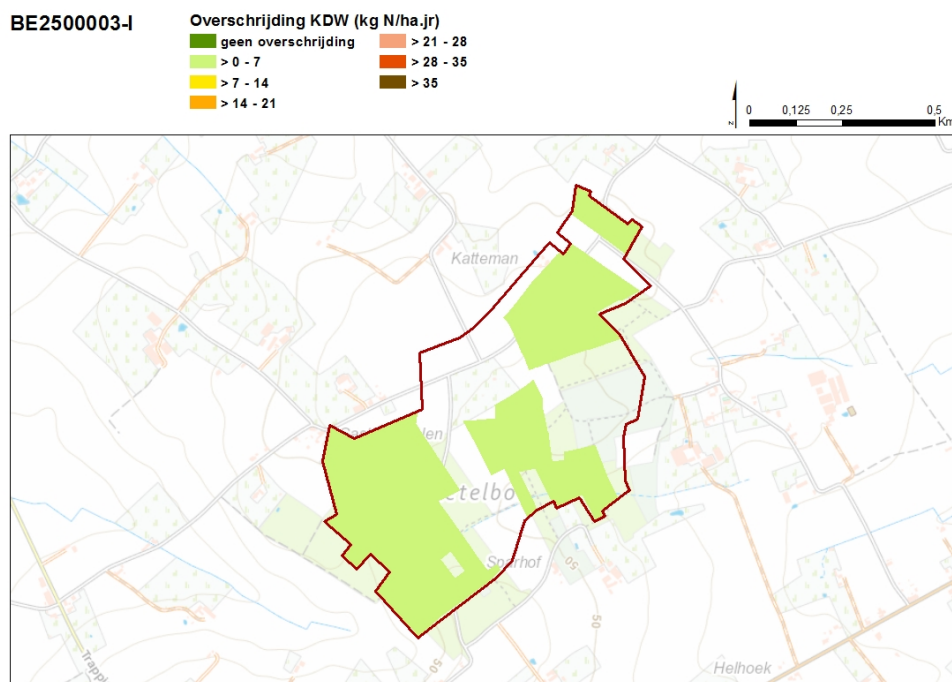 BE2500003-I
Overschrijding KDW (kg N/ha.jr)
geen overschrijding
> 0 - 7
> 7 - 14
> 14 - 21
> 21 - 28
> 28 - 35
> 35
z
0 0,125 0,25 0,5
Km
Katteman
Sparhof
50
50
50
Helhoek